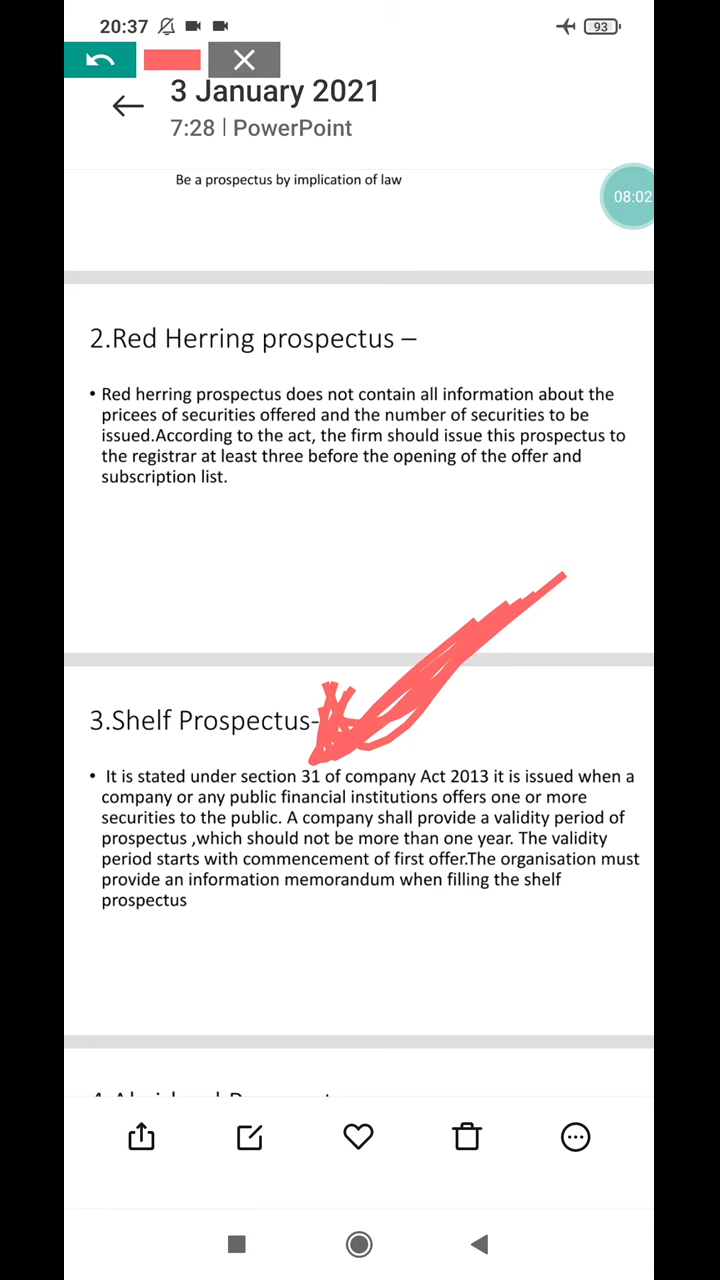 20:37
93
3 January 2021
7:28 | PowerPoint
Be a prospectus by implication of law
08:02
2.Red Herring prospectus –
• Red herring prospectus does not contain all information about the
pricees of securities offered and the number of securities to be
issued.According to the act, the firm should issue this prospectus to
the registrar at least three before the opening of the offer and
subscription list.
3.Shelf Prospectus-
• It is stated under section 31 of company Act 2013 it is issued when a
company or any public financial institutions offers one or more
securities to the public. A company shall provide a validity period of
prospectus ,which should not be more than one year. The validity
period starts with commencement of first offer.The organisation must
provide an information memorandum when filling the shelf
prospectus